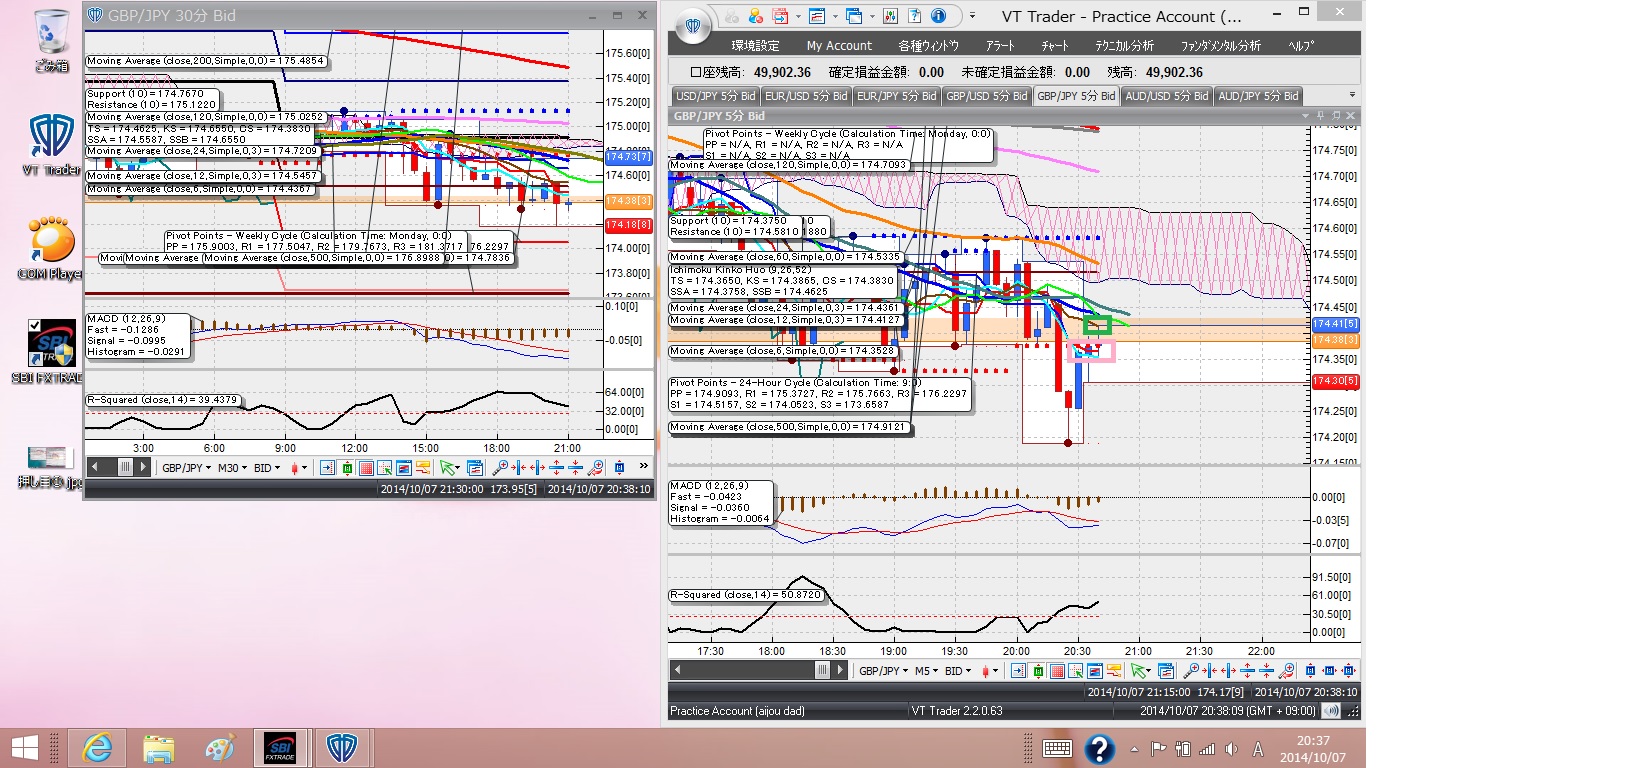 ごみ箱
VT Trader
GOM Player
SBI FXTRAD
GBP/JPY 30分 Bid
Moving Average (close,200,Simple,0,0) = 175.4854
Support (10) = 174.7670
Resistance (10) = 175.1220
Moving Average (close,120,Simple,0,0) = 175.0252
TS = 174.4625, KS = 174.6550, CS = 174.3830
SSA = 174.5587, SSB = 174.6550
Moving Average (close,24,Simple,0,3) = 174.7209
Moving Average (close,12,Simple,0,3) = 174.5457
Moving Average (close,6,Simple,0,0) = 174.4367
Pivot Points - Weekly Cycle (Calculation Time: Monday, 0:0)
PP = 175.9003, R1 = 177.5047, R2 = 179.7673, R3 = 181.3717
76.2297
Movi
Moving Average
Moving Average (close,500,Simple,0,0) = 176.8988
) = 174.7836
175.60[0]
175.40[0]
175.20[0]
175.00[0]
174.73[7]
174.60[0]
174.38[3]
174.18[8]
174.00[0]
173.80[0]
173.60[0]
MACD (12,26,9)
Fast = -0.1286
Signal = -0.0995
Histogram = -0.0291
0.10[0]
-0.05[0]
R-Squared (close,14) = 39.4379
64.00[0]
32.00[0]
0.00[0]
3:00 6:00 9:00 12:00 15:00 18:00 21:00
GBP/JPY M30 BID
2014/10/07 21:30:00 173.95[5] 2014/10/07 20:38:10
VT Trader - Practice Account (...
環境設定 My Account 各種ウィンドウ アラート チャート テクニカル分析 ファンダメンタル分析 ヘルプ
口座残高: 49,902.36 確定損益金額: 0.00 未確定損益金額: 0.00 残高: 49,902.36
USD/JPY 5分 Bid EUR/USD 5分 Bid EUR/JPY 5分 Bid GBP/USD 5分 Bid GBP/JPY 5分 Bid AUD/USD 5分 Bid AUD/JPY 5分 Bid
GBP/JPY 5分 Bid
Pivot Points - Weekly Cycle (Calculation Time: Monday, 0:0)
PP = N/A, R1 = N/A, R2 = N/A, R3 = N/A
S1 = N/A, S2 = N/A, S3 = N/A
Moving Average (close,120,Simple,0,0) = 174.7093
Support (10) = 174.3750
Resistance (10) = 174.5810
Moving Average (close,60,Simple,0,0) = 174.5335
Ichimoku Kinko Huo (9,26,52)
TS = 174.3650, KS = 174.3865, CS = 174.3830
SSA = 174.3758, SSB = 174.4625
Moving Average (close,24,Simple,0,3) = 174.4361
Moving Average (close,12,Simple,0,3) = 174.4127
Moving Average (close,6,Simple,0,0) = 174.3528
Pivot Points - 24-Hour Cycle (Calculation Time: 9:0)
PP = 174.9093, R1 = 175.3727, R2 = 175.7663, R3 = 176.2297
S1 = 174.5157, S2 = 174.0523, S3 = 173.6587
Moving Average (close,500,Simple,0,0) = 174.9121
174.75[0]
174.70[0]
174.65[0]
174.60[0]
174.55[0]
174.50[0]
174.45[0]
174.41[5]
174.38[3]
174.35[0]
174.30[5]
174.25[0]
174.20[0]
174.15[0]
MACD (12,26,9)
Fast = -0.0423
Signal = -0.0360
Histogram = -0.0064
0.00[0]
-0.03[5]
-0.07[0]
R-Squared (close,14) = 50.8720
91.50[0]
61.00[0]
30.50[0]
0.00[0]
17:30 18:00 18:30 19:00 19:30 20:00 20:30 21:00 21:30 22:00
GBP/JPY M5 BID
2014/10/07 21:15:00 174.17[9] 2014/10/07 20:38:10
Practice Account (aijou dad) VT Trader 2.2.0.63 2014/10/07 20:38:09 (GMT + 09:00)
SBI FXTRADE
A
20:37
2014/10/07